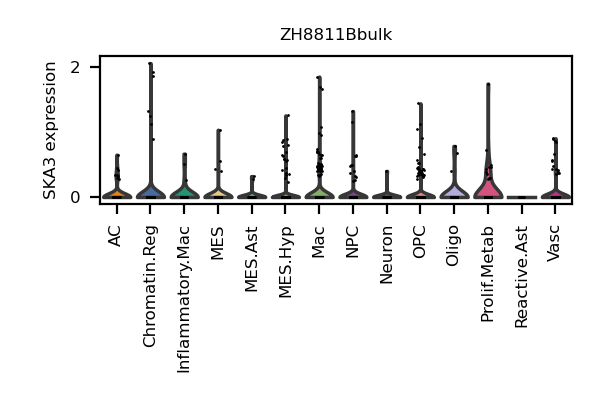 ZH8811Bbulk
SKA3 expression
2
0
AC
Chromatin.Reg
Inflammatory.Mac
MES
MES.Ast
MES.Hyp
Mac
NPC
Neuron
OPC
Oligo
Prolif.Metab
Reactive.Ast
Vasc